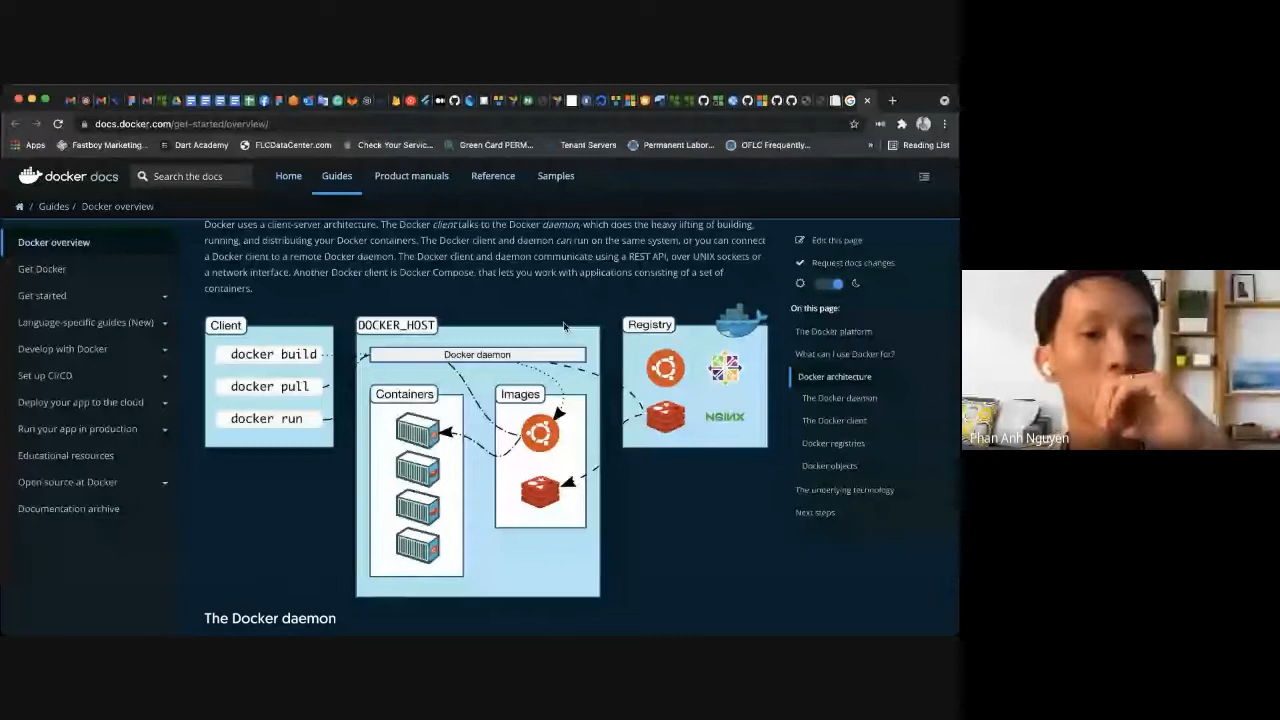 docs.docker.com/get-started/overview/
Apps
Fastboy Marketing...
Dart Academy
FLCDataCenter.com
Check Your Servic...
Green Card PERM...
Tenant Servers
Permanent Labor...
OFLC Frequently...
»
Reading List
docker docs
Search the docs
Home
Guides
Product manuals
Reference
Samples
Guides / Docker overview
Docker overview
Get Docker
Get started
Language-specific guides (New)
Develop with Docker
Set up CI/CD
Deploy your app to the cloud
Run your app in production
Educational resources
Open source at Docker
Documentation archive
Docker uses a client-server architecture. The Docker client talks to the Docker daemon, which does the heavy lifting of building,
running, and distributing your Docker containers. The Docker client and daemon can run on the same system, or you can connect
a Docker client to a remote Docker daemon. The Docker client and daemon communicate using a REST API, over UNIX sockets or
a network interface. Another Docker client is Docker Compose, that lets you work with applications consisting of a set of
containers.
Client
docker build
docker pull
docker run
DOCKER_HOST
Docker daemon
Containers
Images
Registry
NGINX
The Docker daemon
Edit this page
Request docs changes
On this page:
The Docker platform
What can I use Docker for?
Docker architecture
The Docker daemon
The Docker client
Docker registries
Docker objects
The underlying technology
Next steps
Phan Anh Nguyen